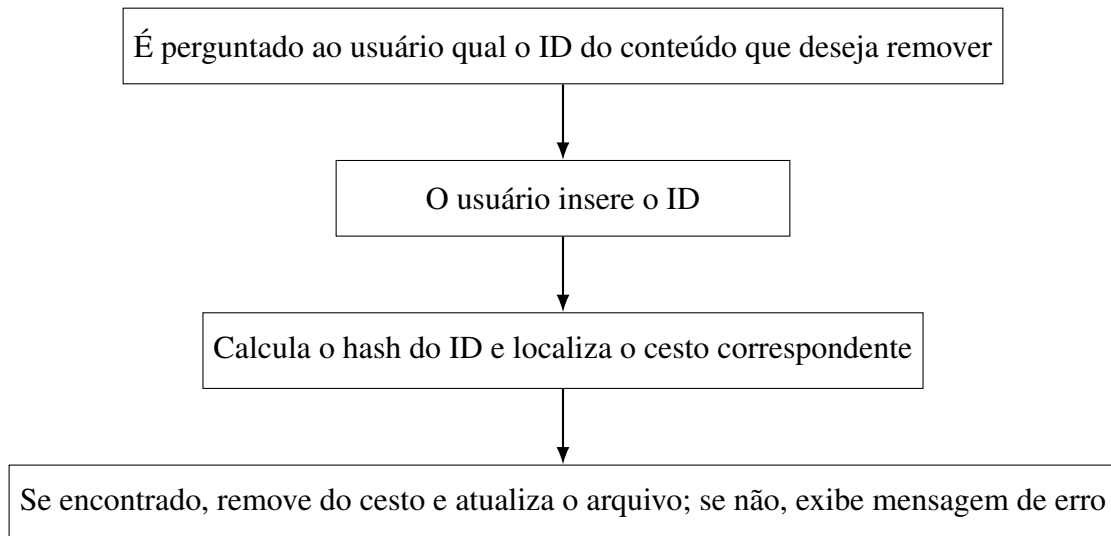 É perguntado ao usuário qual o ID do conteúdo que deseja remover
O usuário insere o ID
Calcula o hash do ID e localiza o cesto correspondente
Se encontrado, remove do cesto e atualiza o arquivo; se não, exibe mensagem de erro